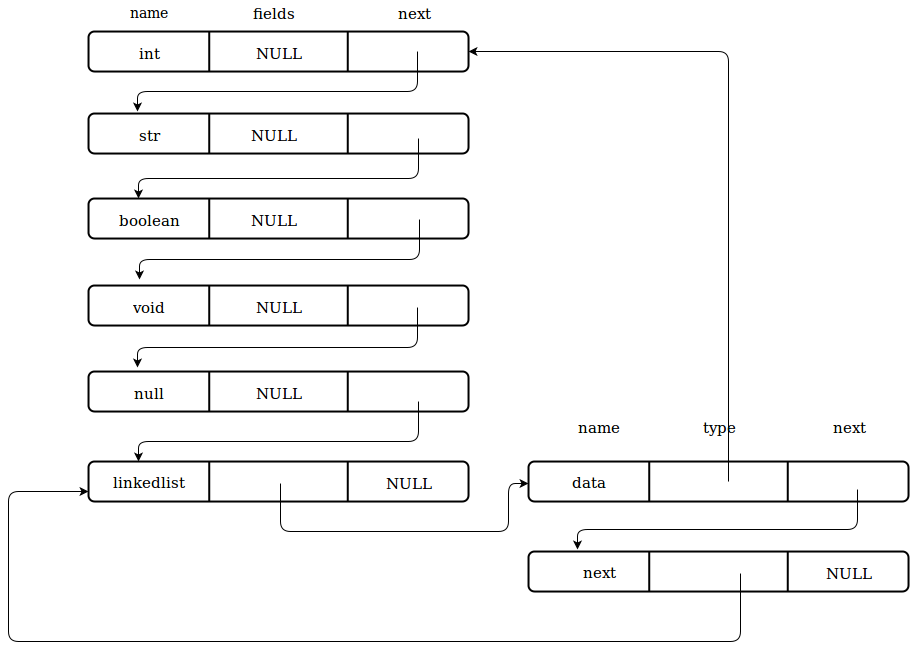 name fields next
int NULL
str NULL
boolean NULL
void NULL
null NULL
linkedlist NULL
name type next
data
next NULL